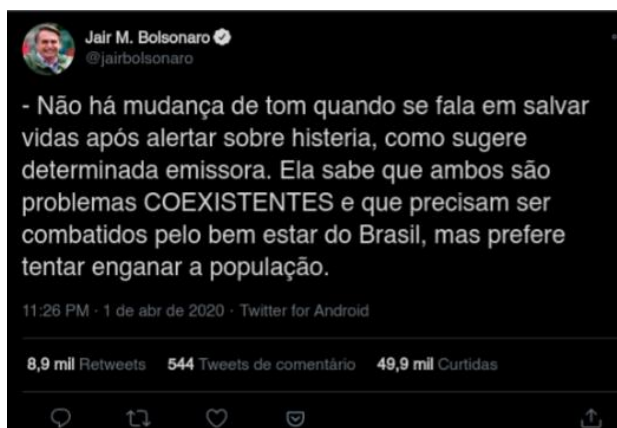 Jair M. Bolsonaro
@jairbolsonaro
- Não há mudança de tom quando se fala em salvar
vidas após alertar sobre histeria, como sugere
determinada emissora. Ela sabe que ambos são
problemas COEXISTENTES e que precisam ser
combatidos pelo bem estar do Brasil, mas prefere
tentar enganar a população.
11:26 PM · 1 de abr de 2020 · Twitter for Android
8,9 mil Retweets 544 Tweets de comentário 49,9 mil Curtidas